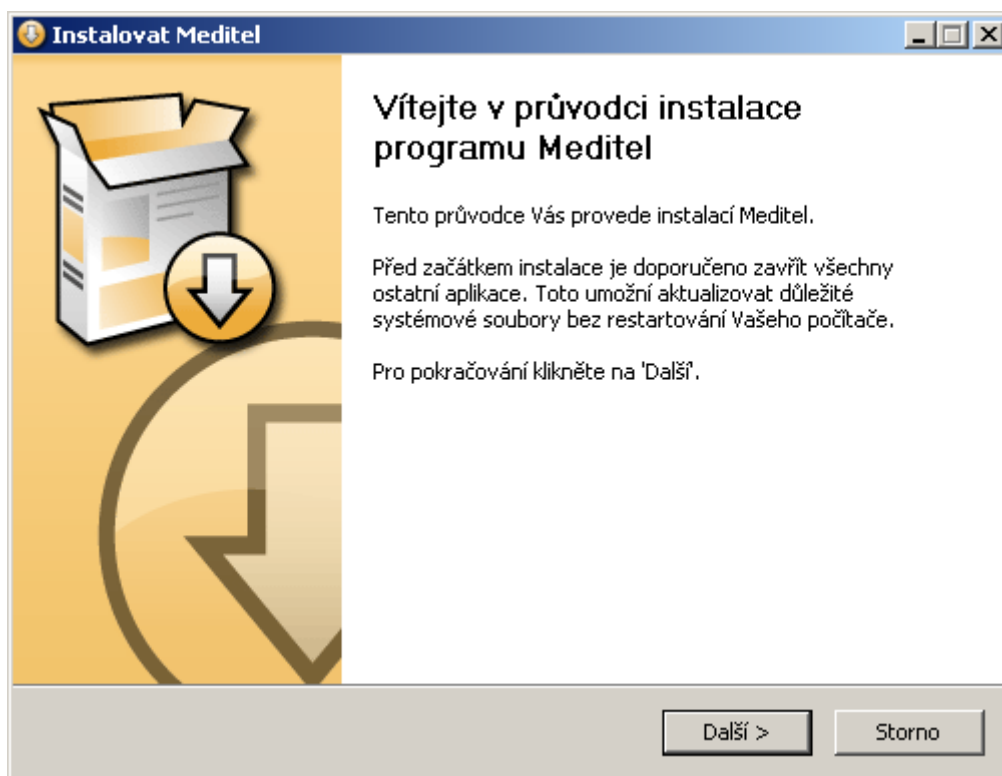 Instalovat Meditel
Vítejte v průvodci instalace
programu Meditel
Tento průvodce Vás provede instalací Meditel.
Před začátkem instalace je doporučeno zavřít všechny
ostatní aplikace. Toto umožní aktualizovat důležité
systémové soubory bez restartování Vašeho počítače.
Pro pokračování klikněte na 'Další'.
Další >
Storno